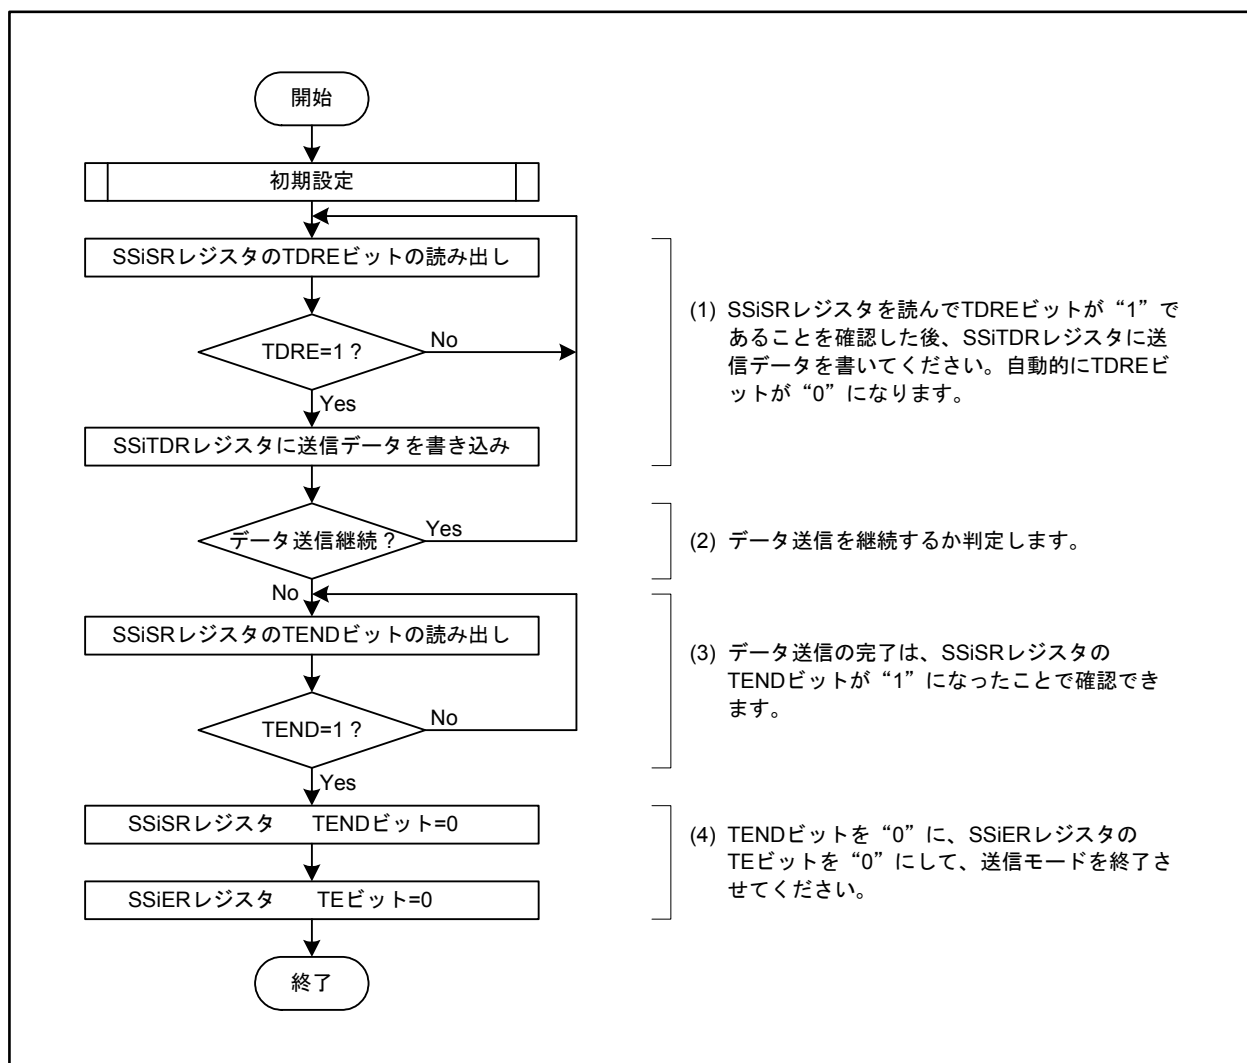 開始
初期設定
SSiSRレジスタのTDREビットの読み出し
TDRE=1？
No
Yes
SSiTDRレジスタに送信データを書き込み
データ送信継続？
Yes
No
SSiSRレジスタのTENDビットの読み出し
TEND=1？
No
Yes
SSiSRレジスタ　　TENDビット=0
SSiERレジスタ　　TEビット=0
終了
(1) SSiSRレジスタを読んでTDREビットが“1”で
あることを確認した後、SSiTDRレジスタに送
信データを書いてください。自動的にTDREビ
ットが“0”になります。
(2) データ送信を継続するか判定します。
(3) データ送信の完了は、SSiSRレジスタの
TENDビットが“1”になったことで確認でき
ます。
(4) TENDビットを“0”に、SSiERレジスタの
TEビットを“0”にして、送信モードを終了さ
せてください。